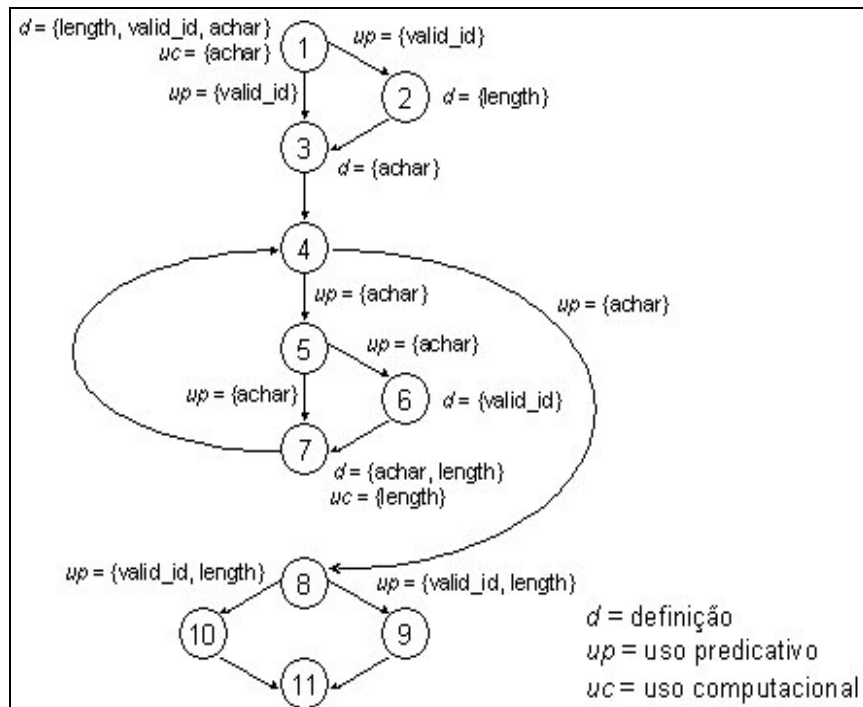 d = {length, valid_id, achar}
uc = {achar}
1
up = {valid_id}
up = {valid_id}
2
d = {length}
3
d = {achar}
4
up = {achar}
up = {achar}
5
up = {achar}
up = {achar}
6
d = {valid_id}
7
d = {achar, length}
uc = {length}
up = {valid_id, length}
8
up = {valid_id, length}
10
9
11
d = definição
up = uso predicativo
uc = uso computacional